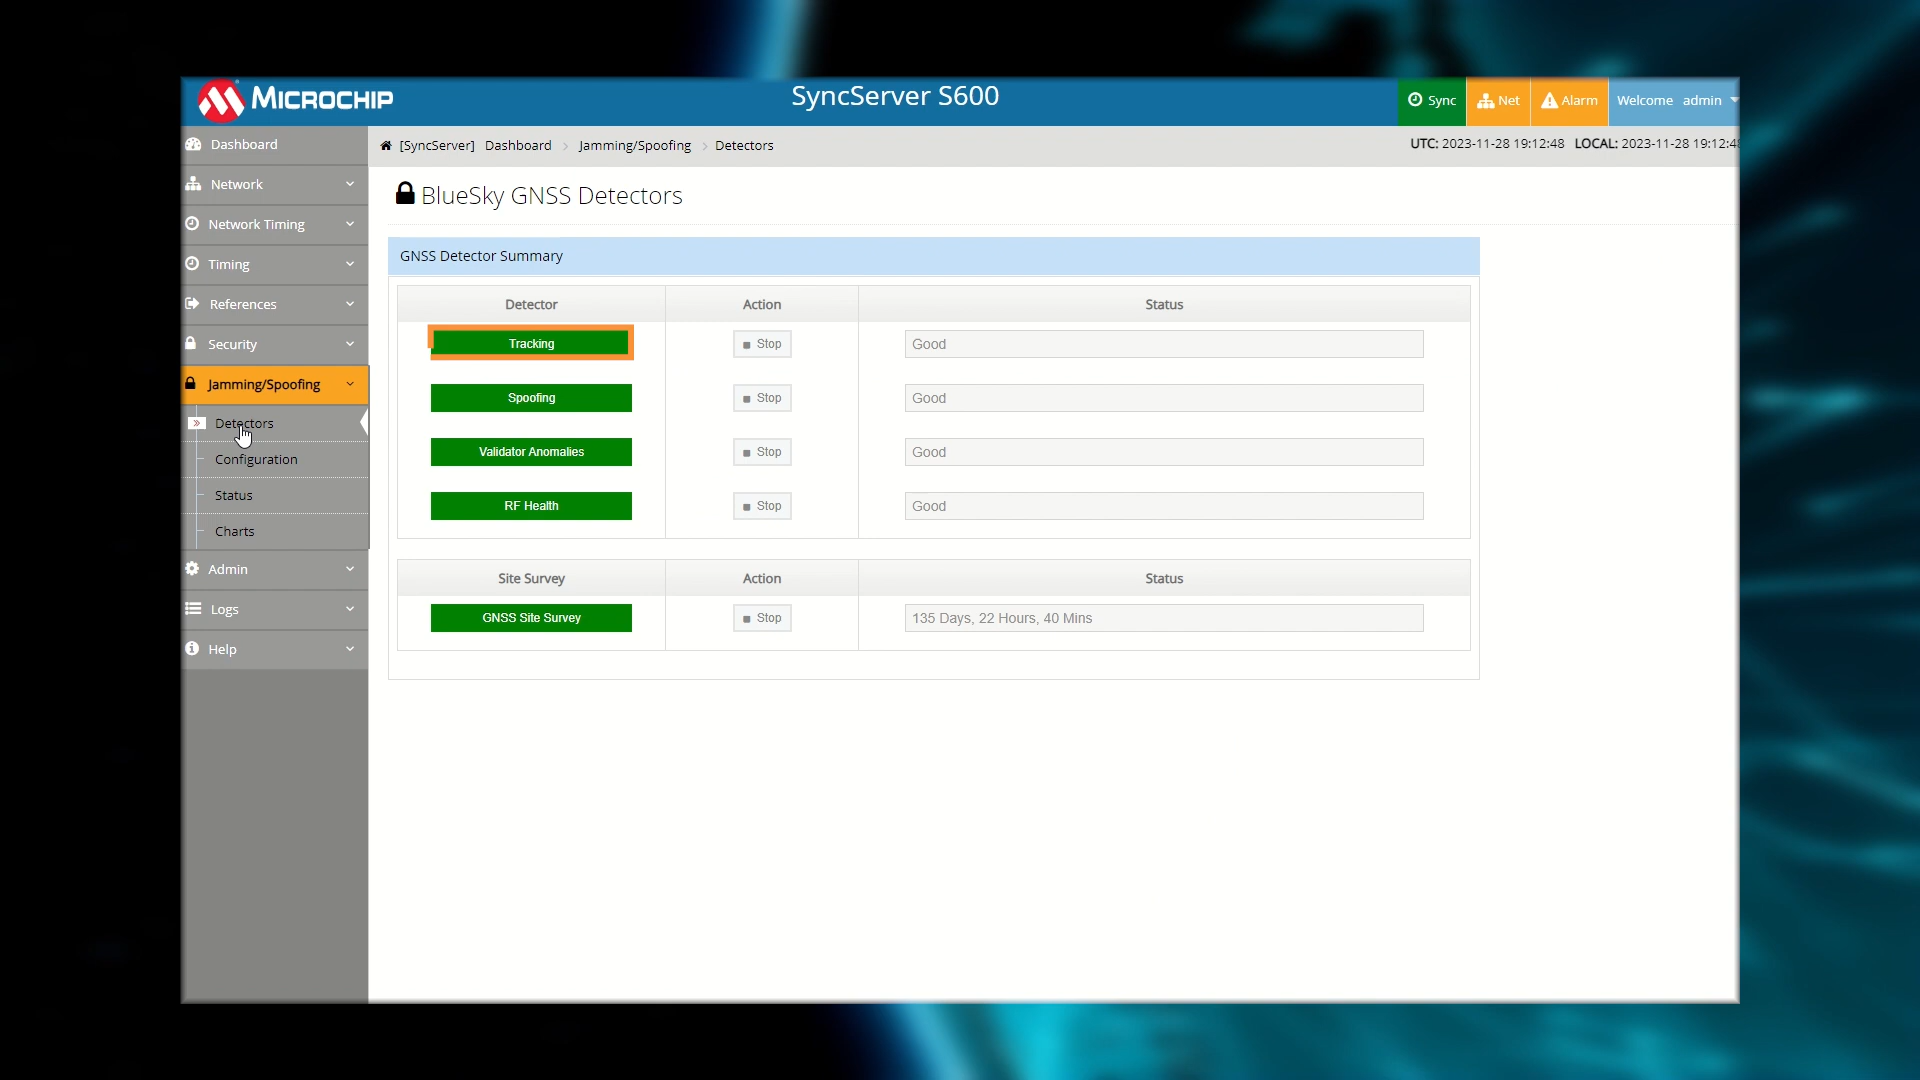 MICROCHIP
SyncServer S600
Sync
Net
Alarm
Welcome admin
[SyncServer] Dashboard > Jamming/Spoofing > Detectors
UTC: 2023-11-28 19:12:48 LOCAL: 2023-11-28 19:12:48
Dashboard
Network
Network Timing
Timing
References
Security
Jamming/Spoofing
Detectors
Configuration
Status
Charts
Admin
Logs
Help
BlueSky GNSS Detectors
GNSS Detector Summary
Detector Action Status
Tracking Stop Good
Spoofing Stop Good
Validator Anomalies Stop Good
RF Health Stop Good
Site Survey Action Status
GNSS Site Survey Stop 135 Days, 22 Hours, 40 Mins